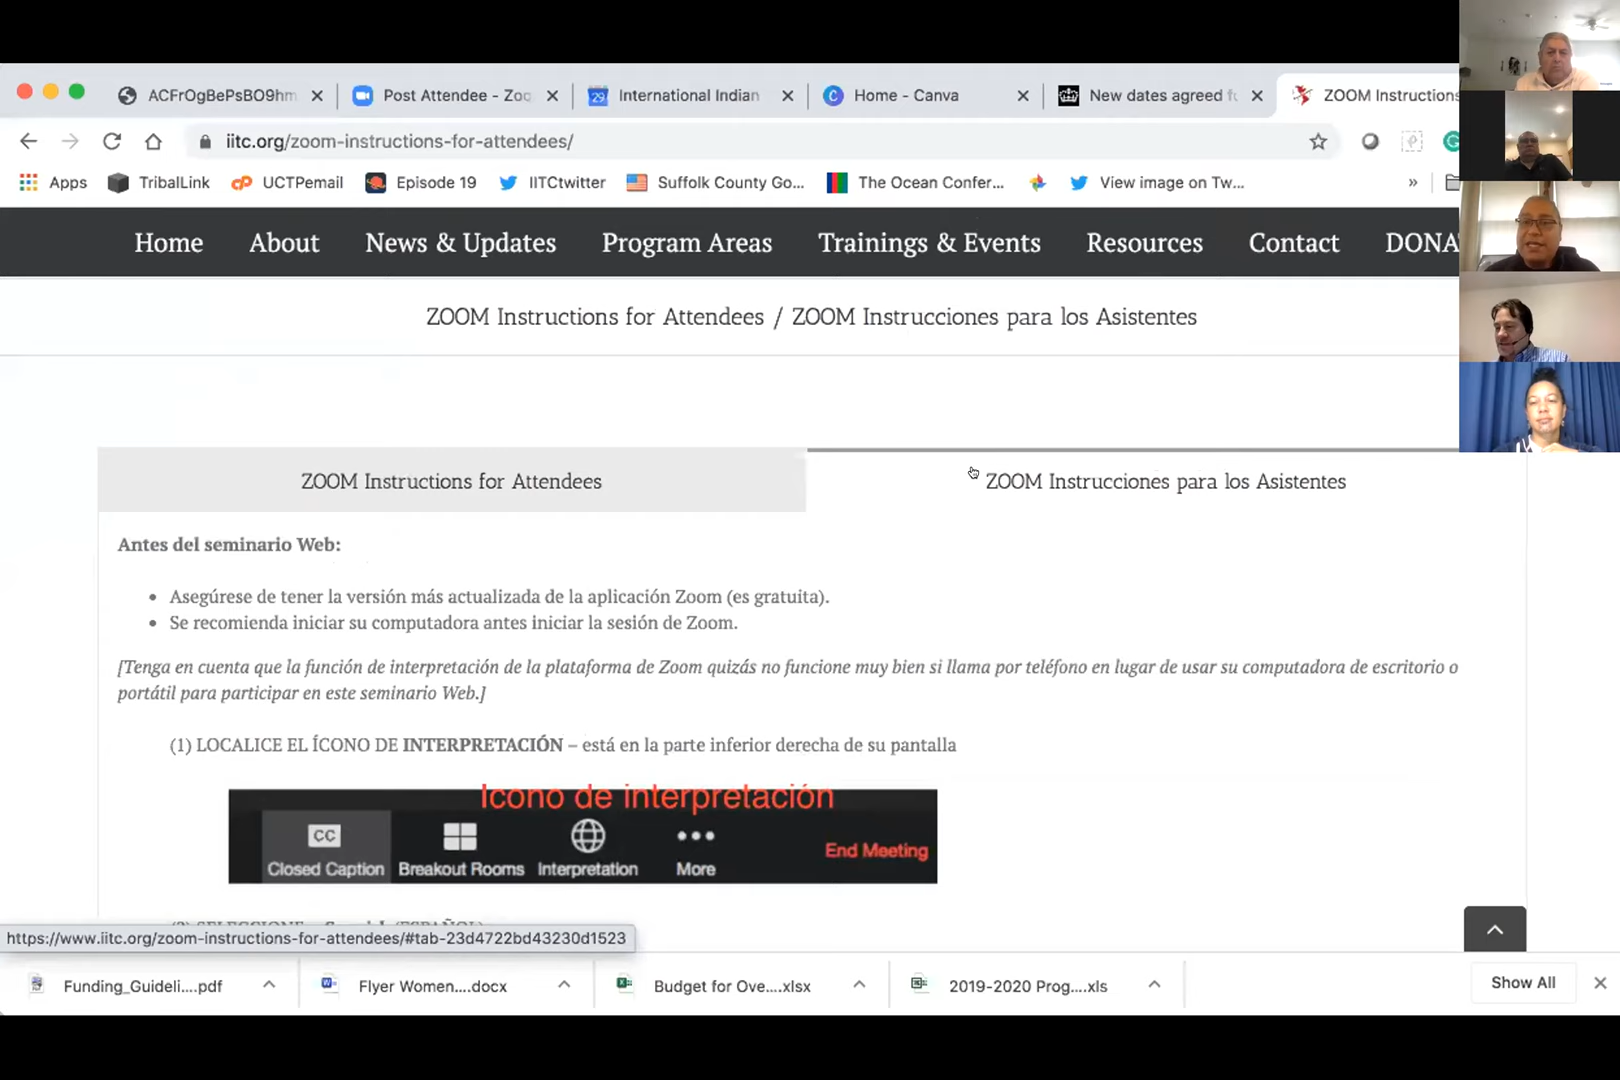 ACFrOgBePsBO9hm
Post Attendee - Zoo
International Indian
Home - Canva
New dates agreed fu
ZOOM Instructions
iitc.org/zoom-instructions-for-attendees/
Apps TribalLink UCTPemail Episode 19 IITCtwitter Suffolk County Go... The Ocean Confer... View image on Tw... »
Home About News & Updates Program Areas Trainings & Events Resources Contact DONA
ZOOM Instructions for Attendees / ZOOM Instrucciones para los Asistentes
ZOOM Instructions for Attendees
ZOOM Instrucciones para los Asistentes
Antes del seminario Web:
• Asegúrese de tener la versión más actualizada de la aplicación Zoom (es gratuita).
• Se recomienda iniciar su computadora antes iniciar la sesión de Zoom.
[Tenga en cuenta que la función de interpretación de la plataforma de Zoom quizás no funcione muy bien si llama por teléfono en lugar de usar su computadora de escritorio o
portátil para participar en este seminario Web.]
(1) LOCALICE EL ÍCONO DE INTERPRETACIÓN – está en la parte inferior derecha de su pantalla
Icono de interpretación
CC
Closed Caption Breakout Rooms Interpretation More End Meeting
https://www.iitc.org/zoom-instructions-for-attendees/#tab-23d4722bd43230d1523
Funding_Guideli....pdf Flyer Women....docx Budget for Ove....xlsx 2019-2020 Prog....xls Show All